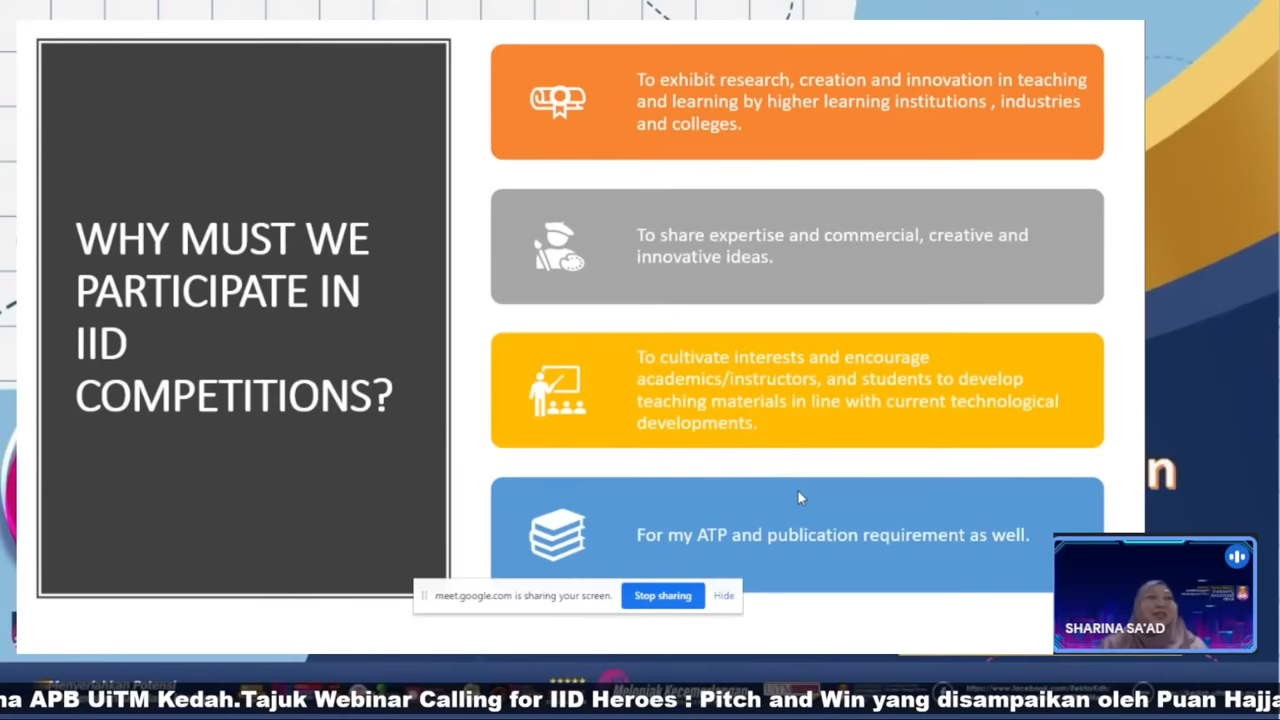 WHY MUST WE
PARTICIPATE IN
IID
COMPETITIONS?
To exhibit research, creation and innovation in teaching
and learning by higher learning institutions , industries
and colleges.
To share expertise and commercial, creative and
innovative ideas.
To cultivate interests and encourage
academics/instructors, and students to develop
teaching materials in line with current technological
developments.
For my ATP and publication requirement as well.
meet.google.com is sharing your screen.
Stop sharing
Hide
n
SHARINA SA'AD
Menyerlahkan Potensi
Melonjak Kecemerlangan
na APB UiTM Kedah.Tajuk Webinar Calling for IID Heroes : Pitch and Win yang disampaikan oleh Puan Hajja